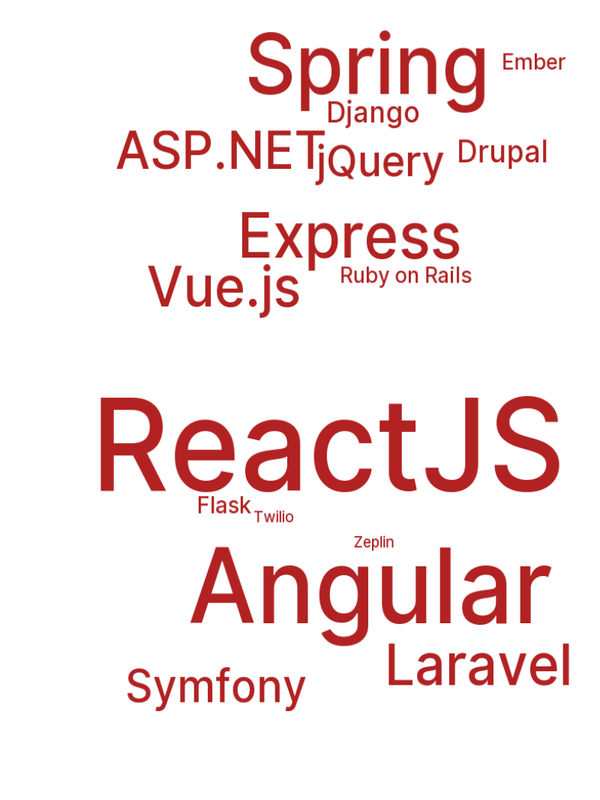 Spring
Ember
Django
ASP.NET
jQuery
Drupal
Express
Vue.js
Ruby on Rails
ReactJS
Flask
Twilio
Zeplin
Angular
Laravel
Symfony